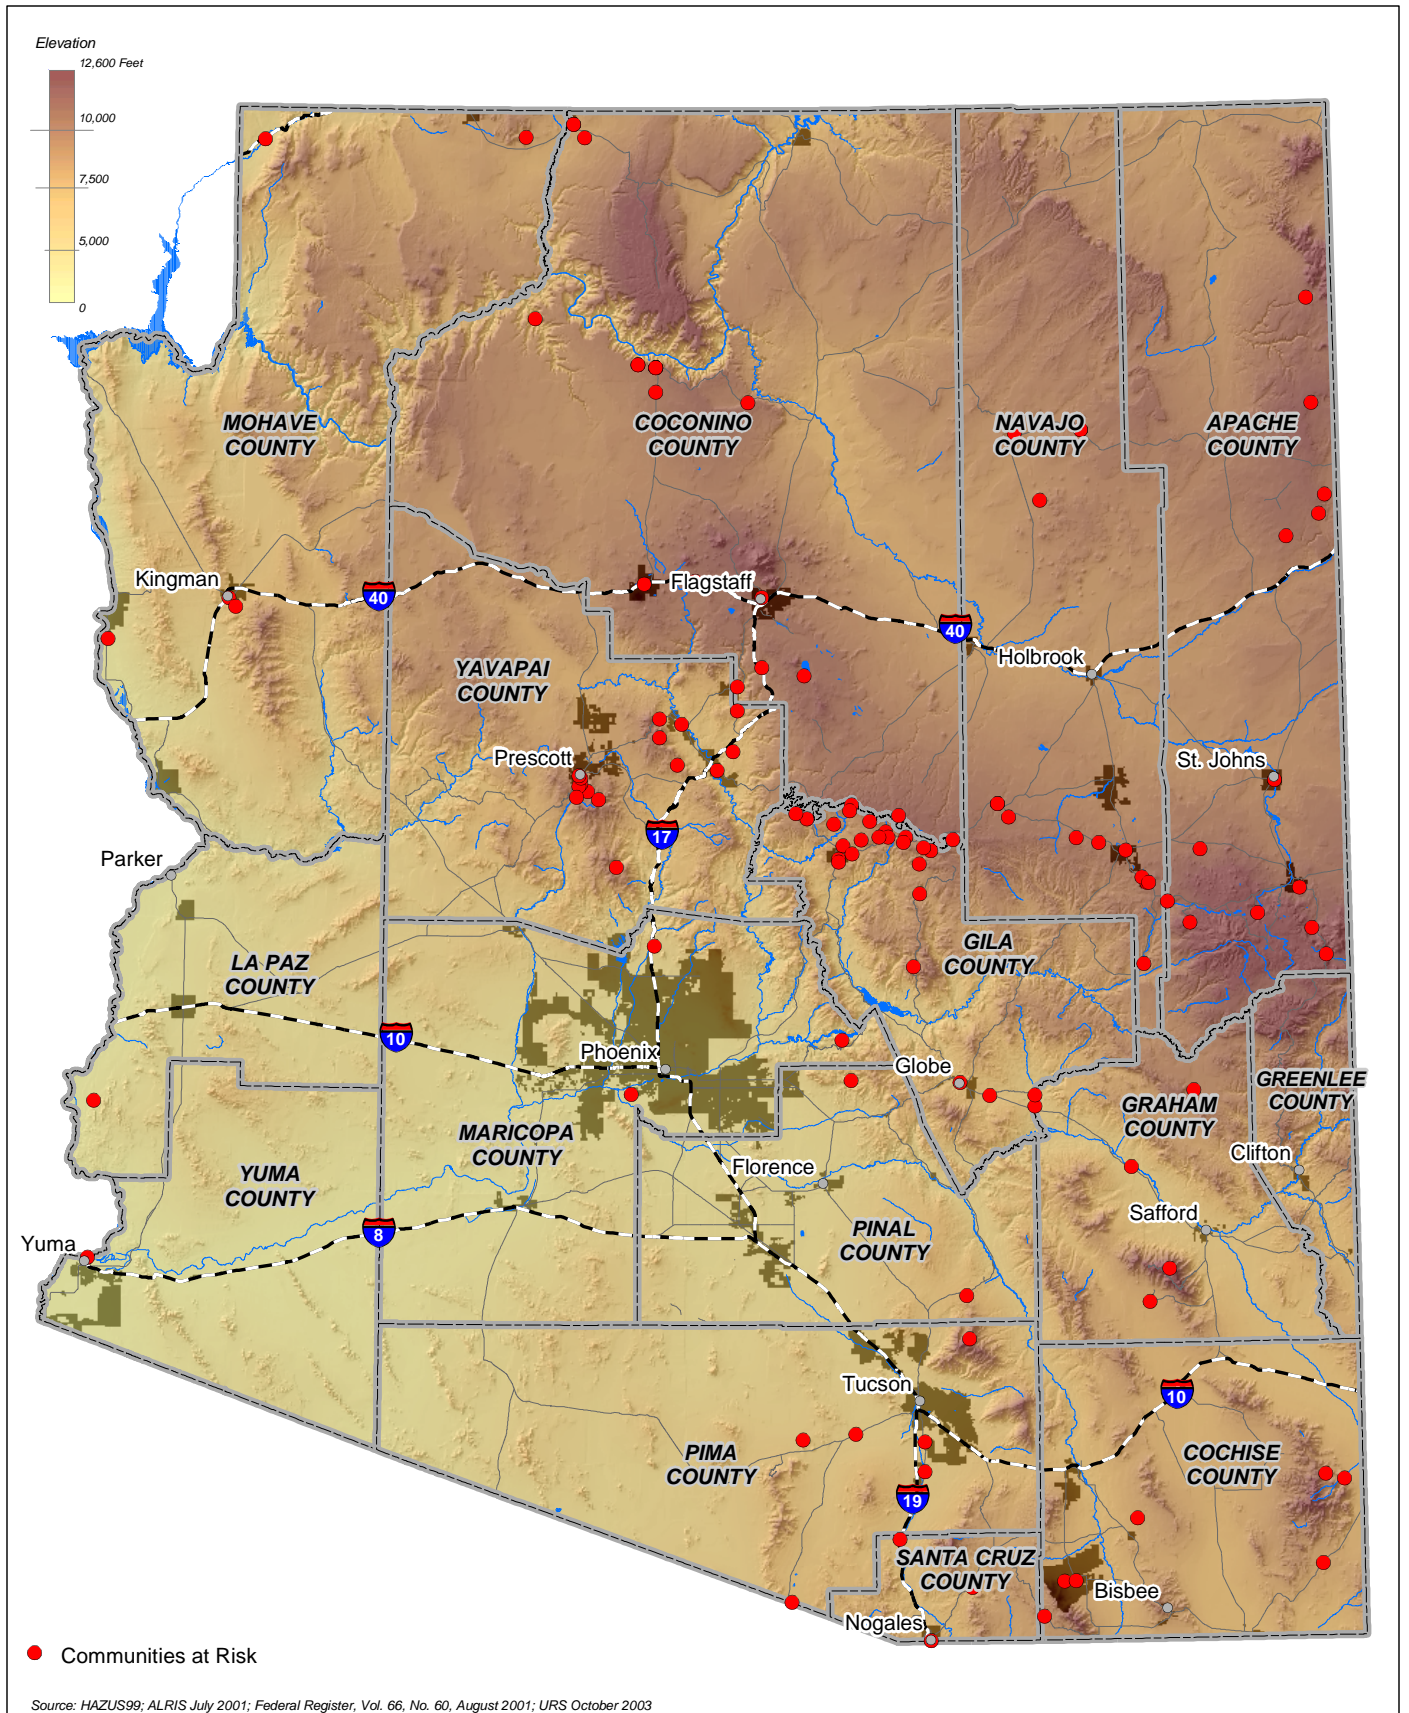 Elevation
12,600 Feet
10,000
7,500
5,000
0
MOHAVE
COUNTY
COCONINO
COUNTY
NAVAJO
COUNTY
APACHE
COUNTY
Kingman
40
Flagstaff
40
Holbrook
YAVAPAI
COUNTY
Prescott
St. Johns
17
Parker
LA PAZ
COUNTY
GILA
COUNTY
10
Phoenix
Globe
GREENLEE
COUNTY
GRAHAM
COUNTY
MARICOPA
COUNTY
Clifton
YUMA
COUNTY
Florence
Safford
PINAL
COUNTY
8
Yuma
Tucson
10
PIMA
COUNTY
COCHISE
COUNTY
19
SANTA CRUZ
COUNTY
Bisbee
Nogales
Communities at Risk
Source: HAZUS99; ALRIS July 2001; Federal Register, Vol. 66, No. 60, August 2001; URS October 2003